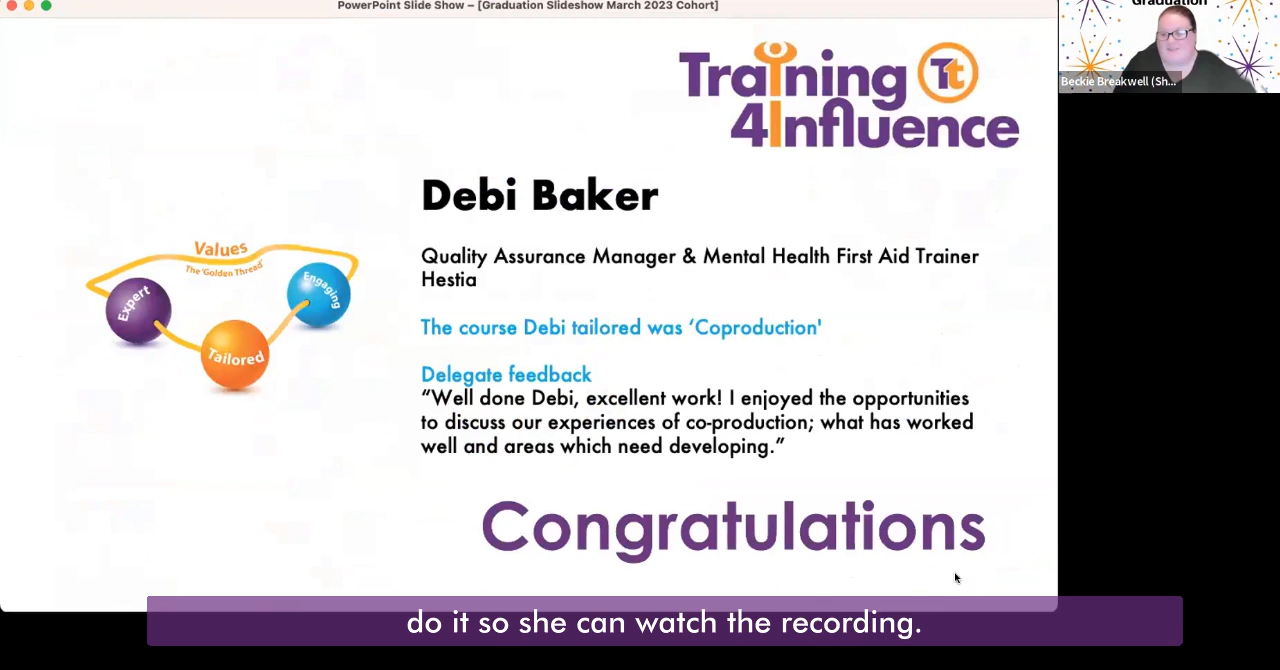 PowerPoint Slide Show – [Graduation Slideshow March 2023 Cohort]
Graduation
Beckie Breakwell (Sh...
Training Tt
4Influence
Debi Baker
Values
The 'Golden Thread'
Expert
Tailored
Engaging
Quality Assurance Manager & Mental Health First Aid Trainer
Hestia
The course Debi tailored was ‘Coproduction'
Delegate feedback
“Well done Debi, excellent work! I enjoyed the opportunities
to discuss our experiences of co-production; what has worked
well and areas which need developing.”
Congratulations
do it so she can watch the recording.